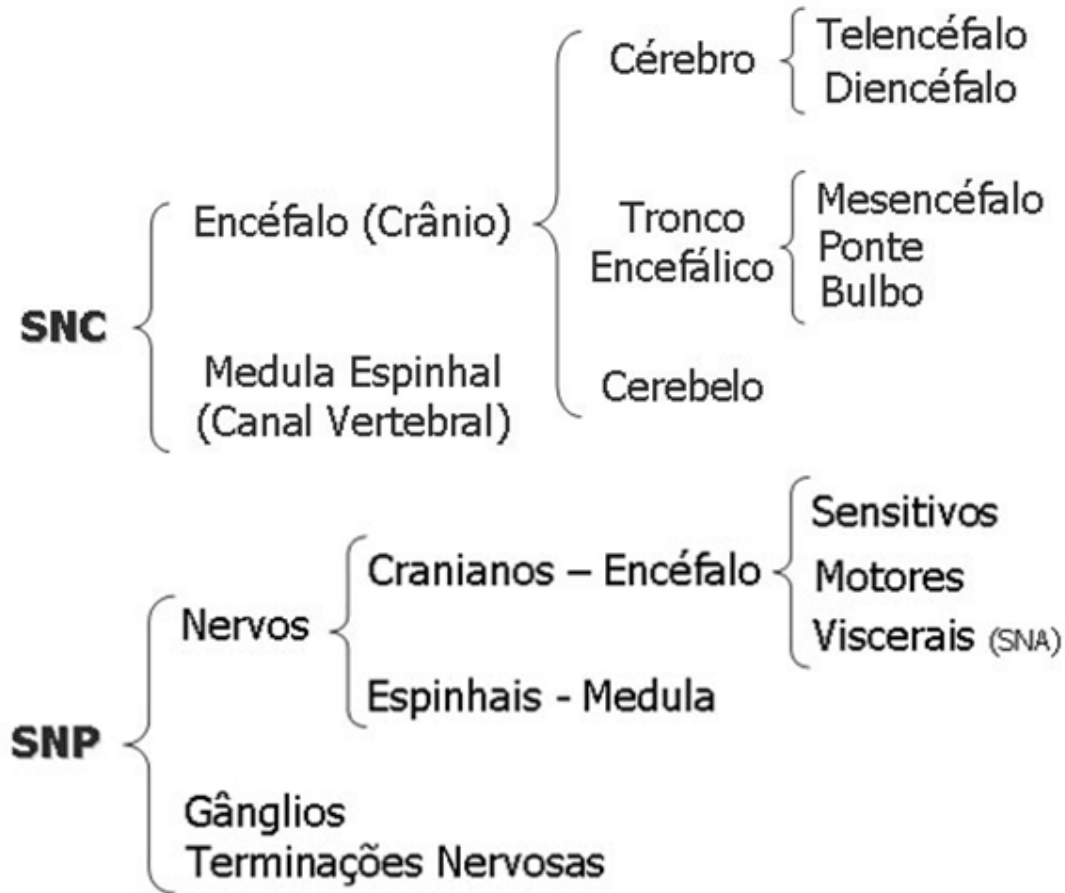 SNC
Encéfalo (Crânio)
Cérebro
Telencéfalo
Diencéfalo
Tronco
Encefálico
Mesencéfalo
Ponte
Bulbo
Cerebelo
Medula Espinhal
(Canal Vertebral)
SNP
Nervos
Cranianos – Encéfalo
Sensitivos
Motores
Viscerais (SNA)
Espinhais - Medula
Gânglios
Terminações Nervosas